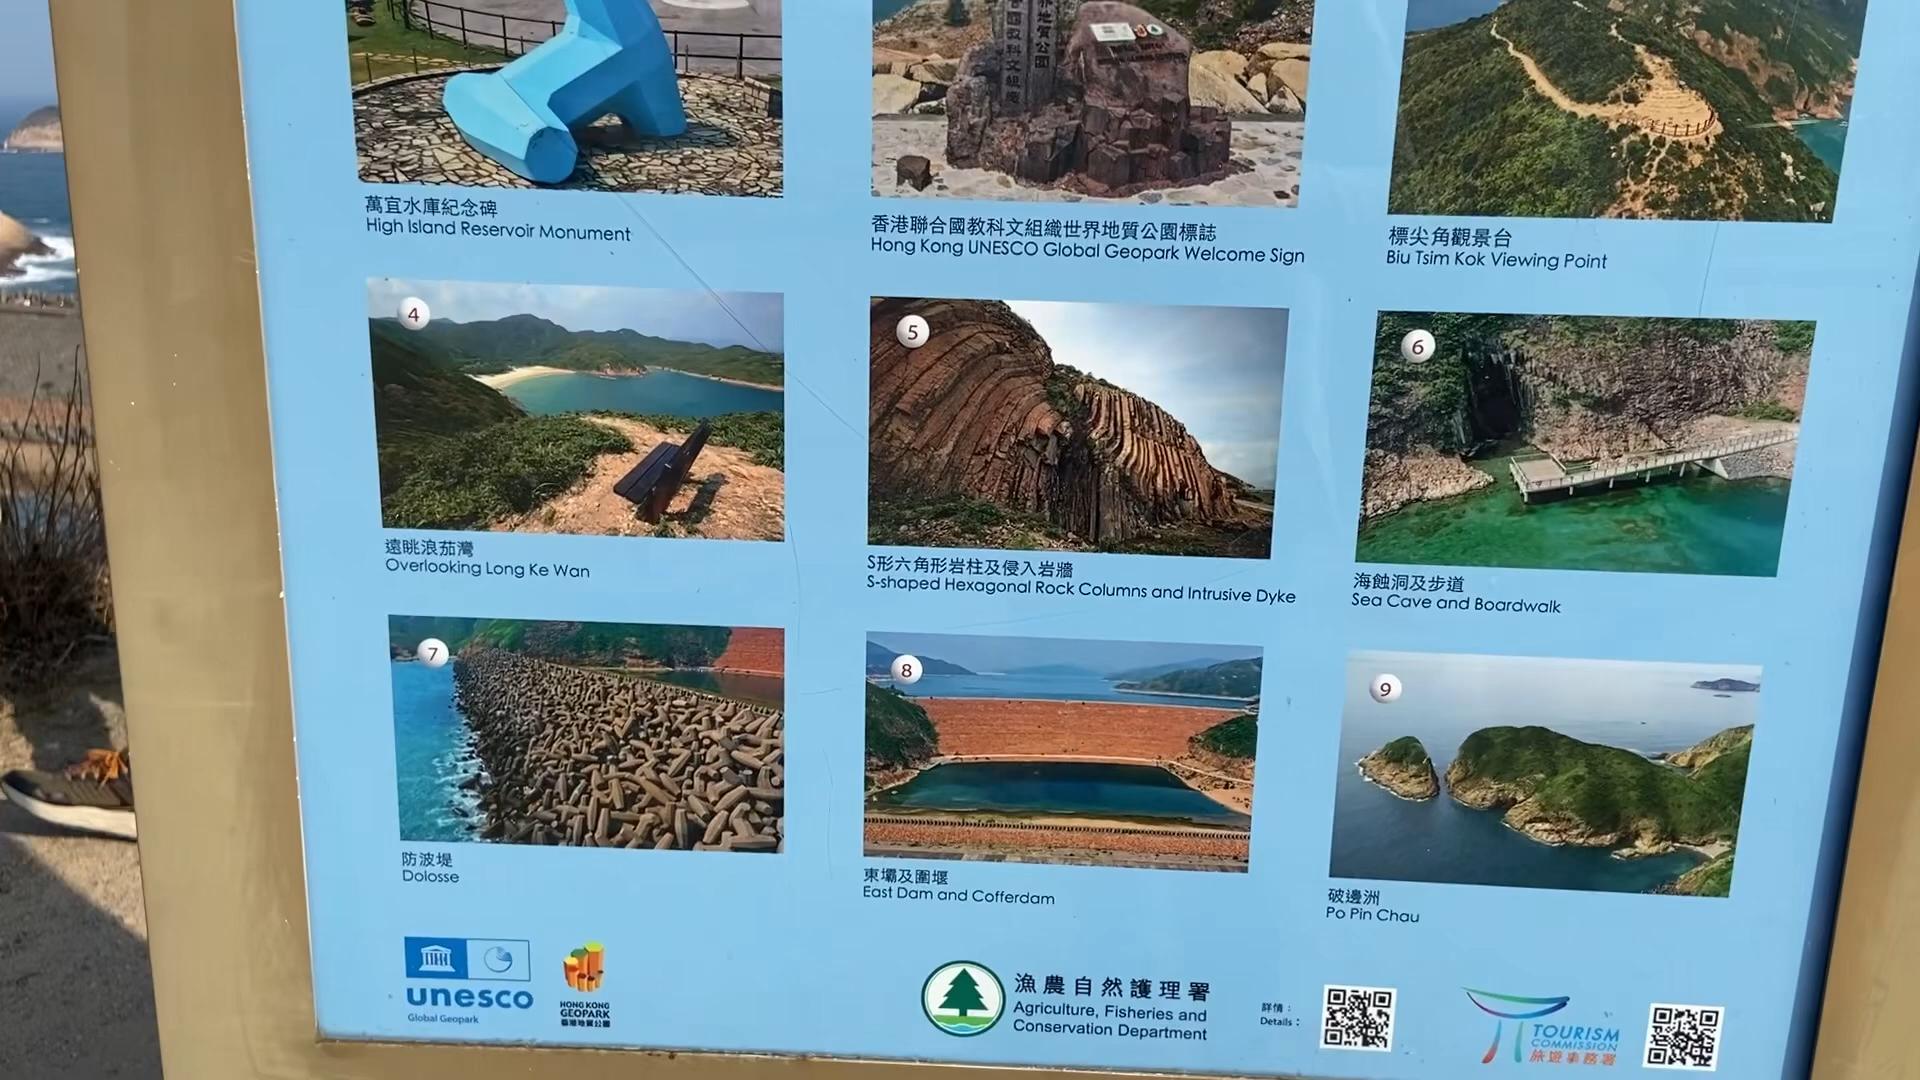 萬宜水庫紀念碑
High Island Reservoir Monument
香港聯合國教科文組織世界地質公園標誌
Hong Kong UNESCO Global Geopark Welcome Sign
標尖角觀景台
Biu Tsim Kok Viewing Point
4
遠眺浪茄灣
Overlooking Long Ke Wan
5
S形六角形岩柱及侵入岩牆
S-shaped Hexagonal Rock Columns and Intrusive Dyke
6
海蝕洞及步道
Sea Cave and Boardwalk
7
防波堤
Dolosse
8
東壩及圍堰
East Dam and Cofferdam
9
破邊洲
Po Pin Chau
unesco
Global Geopark
HONG KONG
GEOPARK
香港地質公園
漁農自然護理署
Agriculture, Fisheries and
Conservation Department
詳情：
Details：
TOURISM
COMMISSION
旅遊事務署